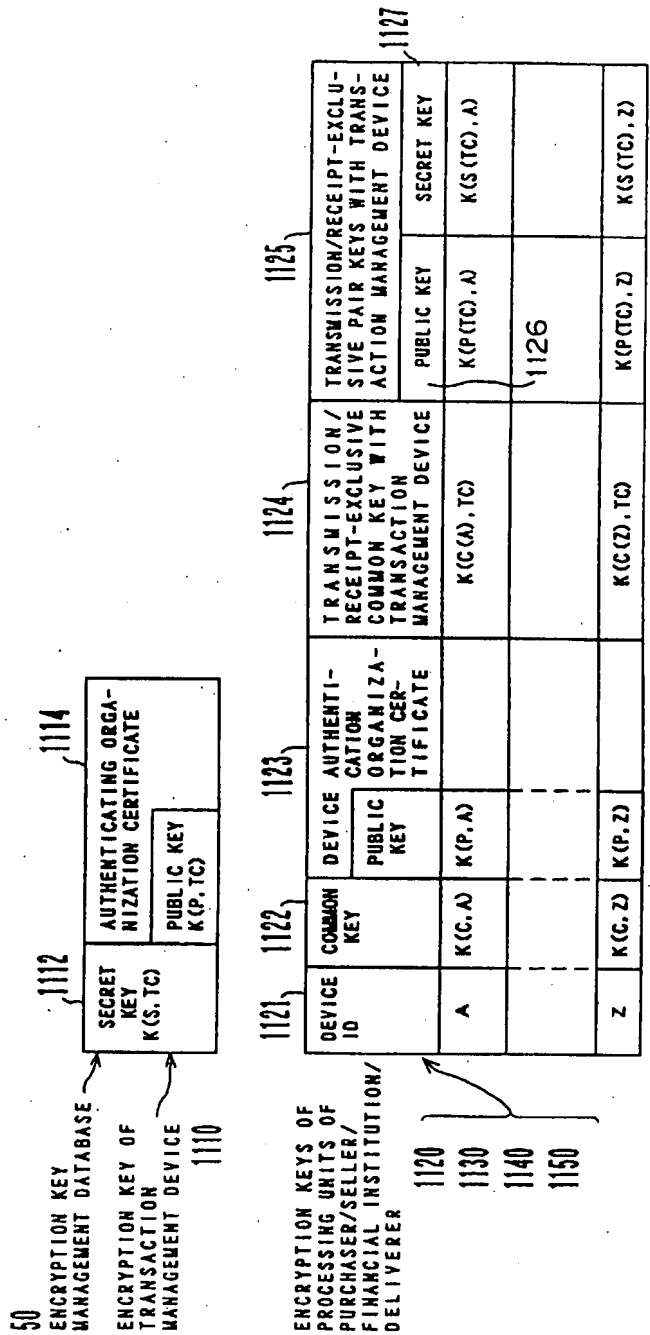 50
ENCRYPTION KEY
MANAGEMENT DATABASE
ENCRYPTION KEY OF
TRANSACTION
MANAGEMENT DEVICE
1110
1112
SECRET
KEY
K(S,TC)
1114
AUTHENTICATING ORGA-
NIZATION CERTIFICATE
PUBLIC KEY
K(P,TC)
ENCRYPTION KEYS OF
PROCESSING UNITS OF
PURCHASER/SELLER/
FINANCIAL INSTITUTION/
DELIVERER
1120
1130
1140
1150
1121
DEVICE
ID
1122
COMMON
KEY
1123
DEVICE AUTHENTI-
CATION
ORGANIZA-
TION CER-
TIFICATE
PUBLIC
KEY
1124
TRANSMISSION/
RECEIPT-EXCLUSIVE
COMMON KEY WITH
TRANSACTION
MANAGEMENT DEVICE
1125
TRANSMISSION/RECEIPT-EXCLU-
SIVE PAIR KEYS WITH TRANS-
ACTION MANAGEMENT DEVICE
PUBLIC KEY
SECRET KEY
1127
1126
A
K(C,A)
K(P,A)
K(C(A),TC)
K(P(TC),A)
K(S(TC),A)
Z
K(C,Z)
K(P,Z)
K(C(Z),TC)
K(P(TC),Z)
K(S(TC),Z)